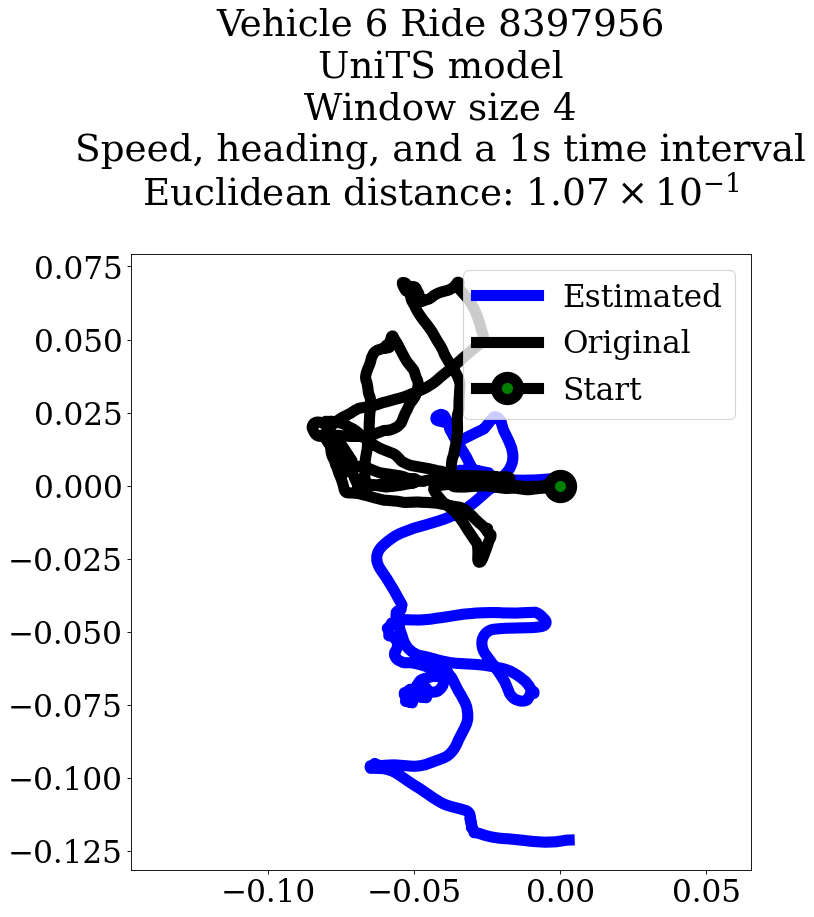 Vehicle 6 Ride 8397956
UniTS model
Window size 4
Speed, heading, and a 1s time interval
Euclidean distance: 1.07 × 10⁻¹
0.075
0.050
0.025
0.000
−0.025
−0.050
−0.075
−0.100
−0.125
Estimated
Original
Start
−0.10 −0.05 0.00 0.05